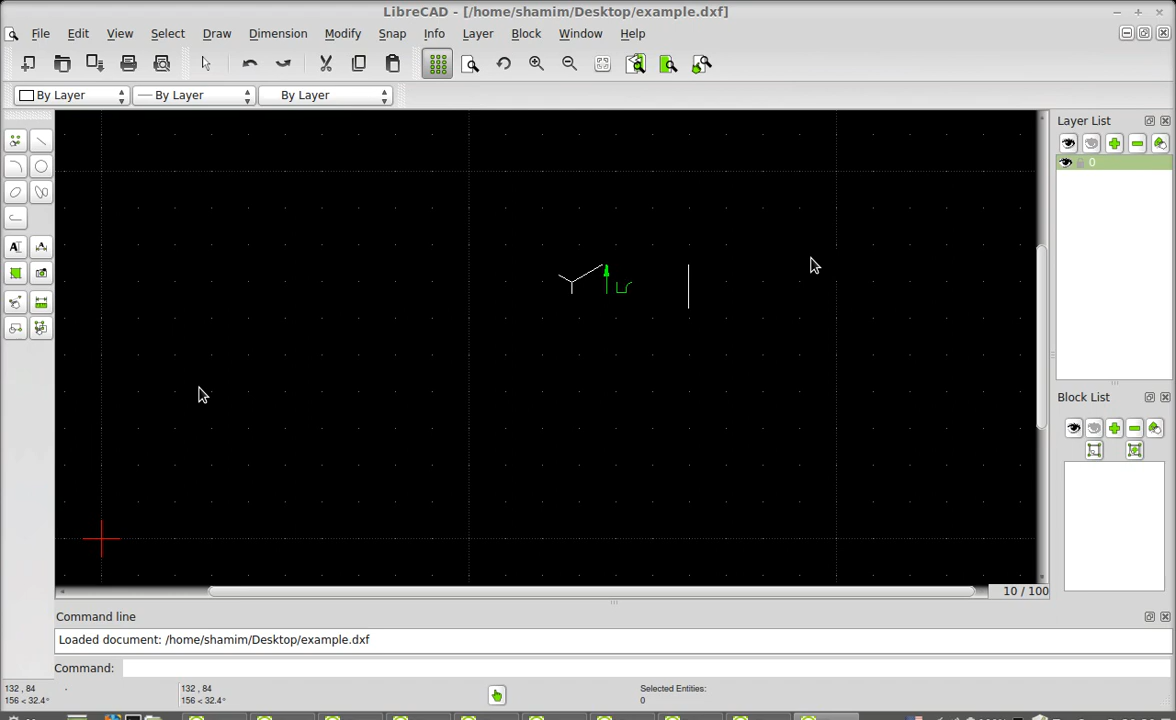 LibreCAD - [/home/shamim/Desktop/example.dxf]
File Edit View Select Draw Dimension Modify Snap Info Layer Block Window Help
By Layer By Layer By Layer
Layer List
0
Block List
10 / 100
Command line
Loaded document: /home/shamim/Desktop/example.dxf
Command:
132 , 84 132 , 84 Selected Entities:
156 < 32.4° 156 < 32.4° 0